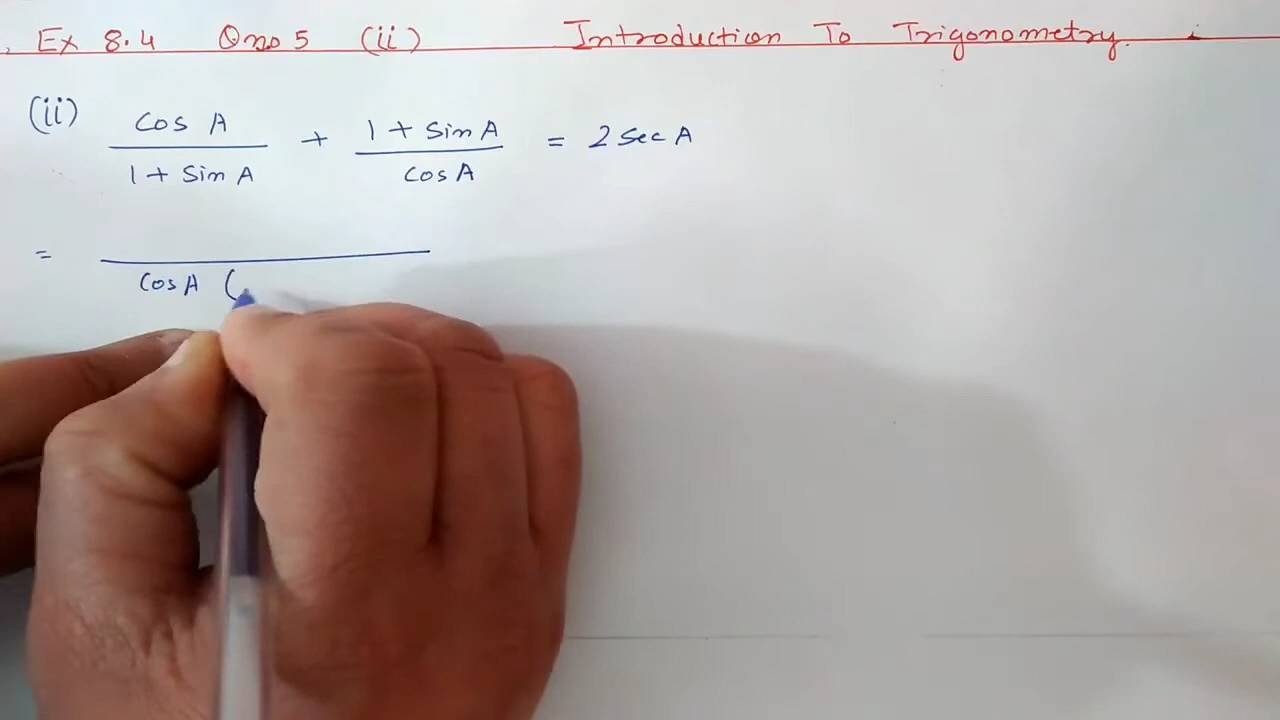 Ex 8.4 Qno 5 (ii) Introduction To Trigonometry.
(ii) Cos A / 1 + Sin A + 1 + Sin A / Cos A = 2 Sec A
= / Cos A (